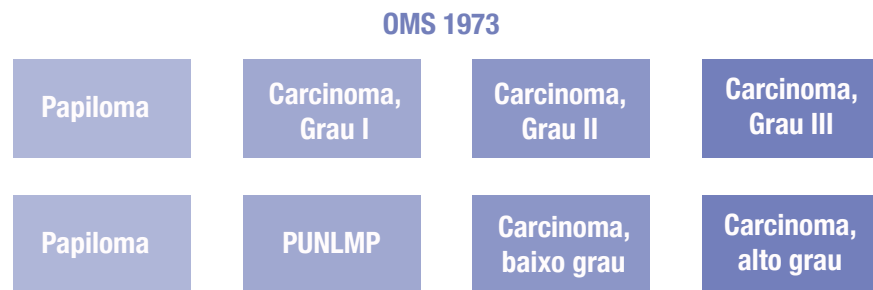 OMS 1973
Papiloma
Carcinoma,
Grau I
Carcinoma,
Grau II
Carcinoma,
Grau III
Papiloma
PUNLMP
Carcinoma,
baixo grau
Carcinoma,
alto grau